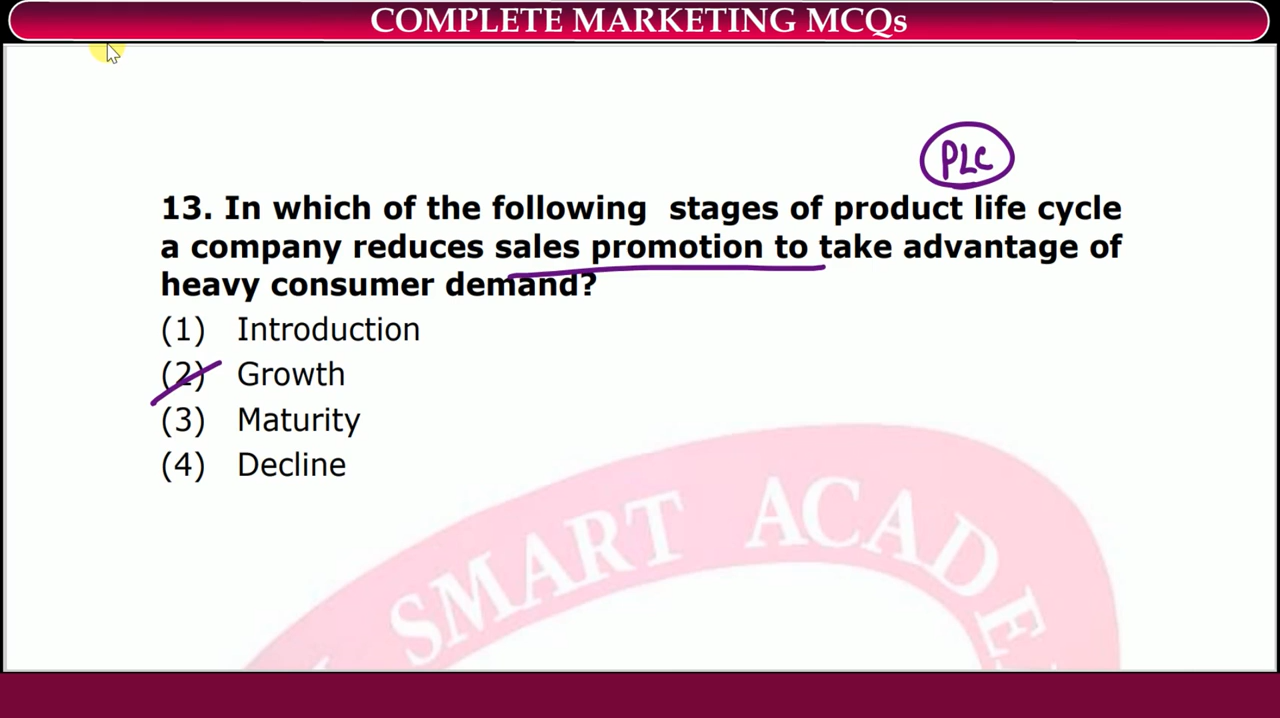 COMPLETE MARKETING MCQs
PLC
13. In which of the following stages of product life cycle
a company reduces sales promotion to take advantage of
heavy consumer demand?
(1) Introduction
(2) Growth
(3) Maturity
(4) Decline
SMART ACADE